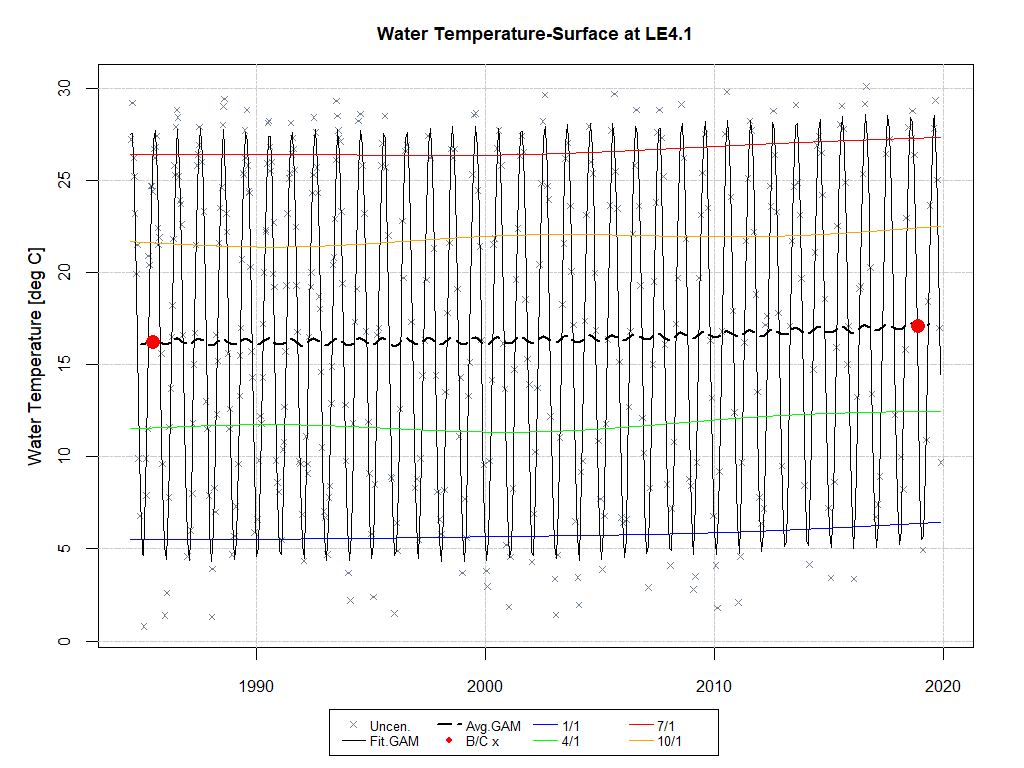 Water Temperature-Surface at LE4.1
Water Temperature [deg C]
30
25
20
15
10
5
0
1990 2000 2010 2020
Uncen. Avg.GAM 1/1 7/1
Fit.GAM B/C x 4/1 10/1